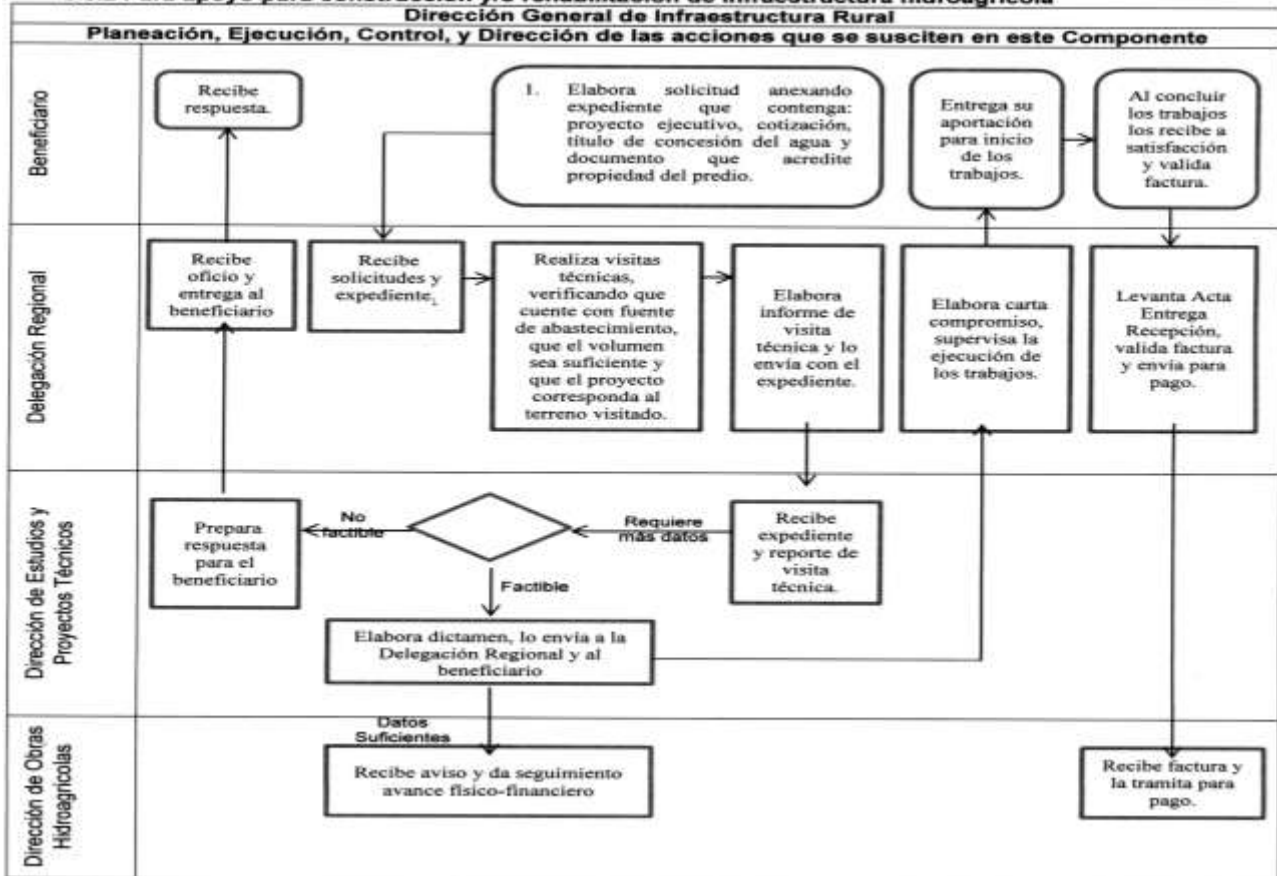 apoyo para construcción y/o rehabilitación de infraestructura hidroagrícola
Dirección General de Infraestructura Rural
Planeación, Ejecución, Control, y Dirección de las acciones que se susciten en este Componente
Beneficiario
Recibe
respuesta.
1. Elabora solicitud anexando
expediente que contenga:
proyecto ejecutivo, cotización,
título de concesión del agua y
documento que acredite
propiedad del predio.
Entrega su
aportación
para inicio
de los
trabajos.
Al concluir
los trabajos
los recibe a
satisfacción
y valida
factura.
Delegación Regional
Recibe
oficio y
entrega al
beneficiario
Recibe
solicitudes y
expediente.
Realiza visitas
técnicas,
verificando que
cuente con fuente
de abastecimiento,
que el volumen
sea suficiente y
que el proyecto
corresponda al
terreno visitado.
Elabora
informe de
visita
técnica y lo
envía con el
expediente.
Elabora carta
compromiso,
supervisa la
ejecución de
los trabajos.
Levanta Acta
Entrega
Recepción,
valida factura
y envía para
pago.
Dirección de Estudios y
Proyectos Técnicos
Prepara
respuesta
para el
beneficiario
No
factible
Requiere
más datos
Recibe
expediente
y reporte de
visita
técnica.
Factible
Elabora dictamen, lo envía a la
Delegación Regional y al
beneficiario
Dirección de Obras
Hidroagrícolas
Datos
Suficientes
Recibe aviso y da seguimiento
avance físico-financiero
Recibe factura y
la tramita para
pago.